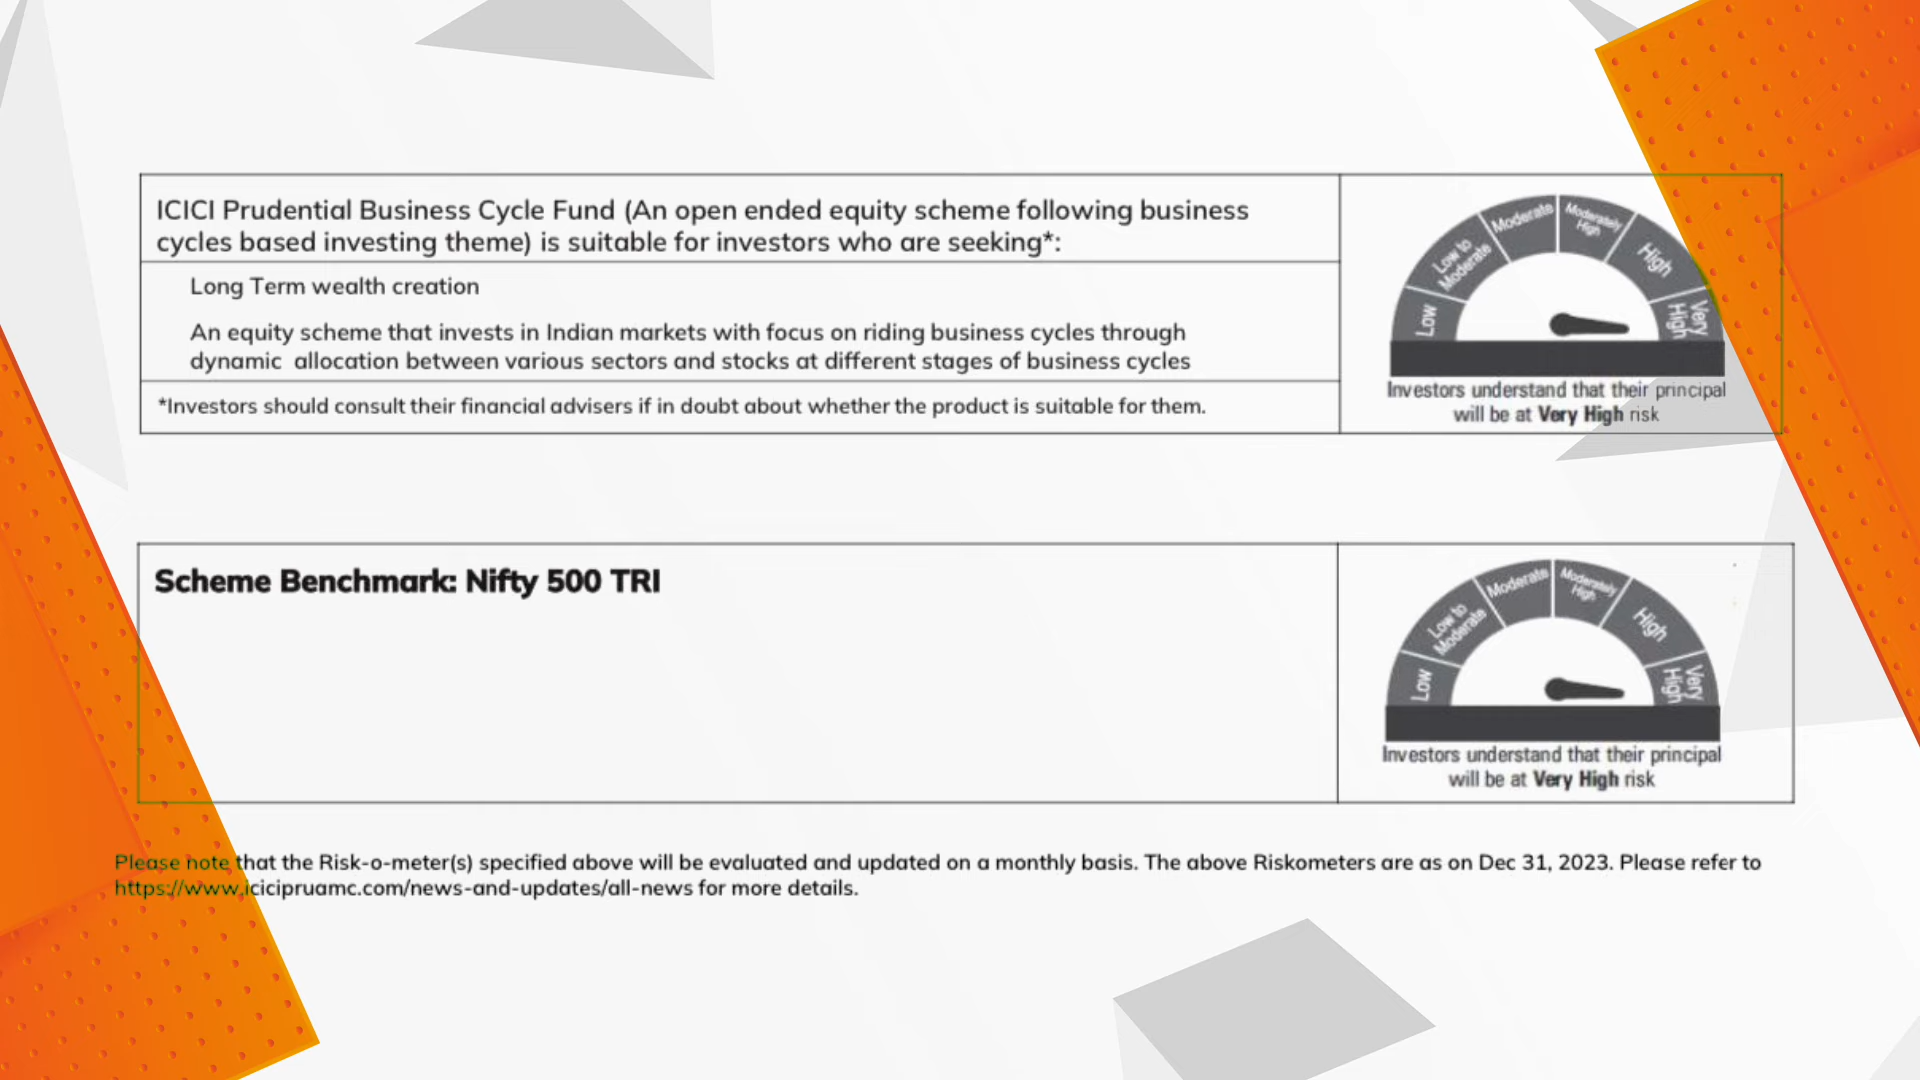 ICICI Prudential Business Cycle Fund (An open ended equity scheme following business
cycles based investing theme) is suitable for investors who are seeking*:
Long Term wealth creation
An equity scheme that invests in Indian markets with focus on riding business cycles through
dynamic allocation between various sectors and stocks at different stages of business cycles
*Investors should consult their financial advisers if in doubt about whether the product is suitable for them.
Low
Low to
Moderate
Moderate
Moderately
High
High
Very
High
Investors understand that their principal
will be at Very High risk
Scheme Benchmark: Nifty 500 TRI
Low
Low to
Moderate
Moderate
Moderately
High
High
Very
High
Investors understand that their principal
will be at Very High risk
Please note that the Risk-o-meter(s) specified above will be evaluated and updated on a monthly basis. The above Riskometers are as on Dec 31, 2023. Please refer to
https://www.icicipruamc.com/news-and-updates/all-news for more details.